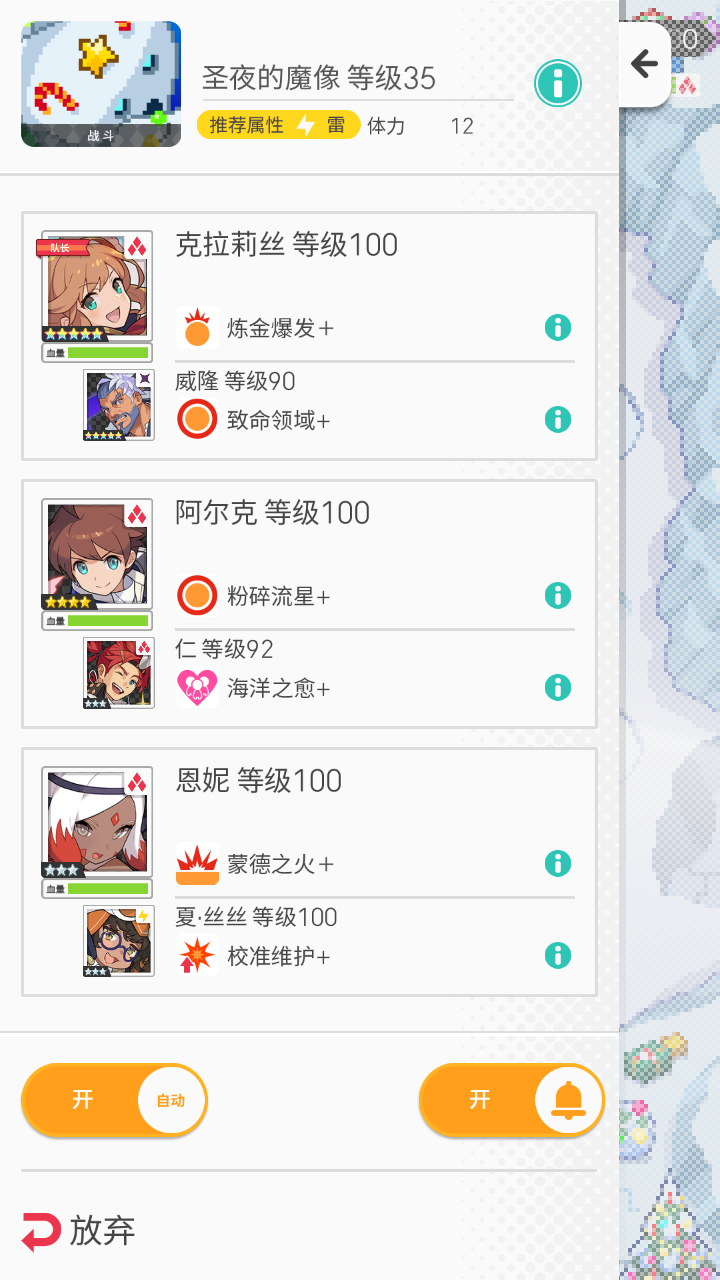 圣夜的魔像 等级35
战斗
推荐属性 雷 体力 12
0
队长
克拉莉丝 等级100
炼金爆发+
血量
威隆 等级90
致命领域+
阿尔克 等级100
粉碎流星+
血量
仁 等级92
海洋之愈+
恩妮 等级100
蒙德之火+
血量
夏·丝丝 等级100
校准维护+
开 自动
开
放弃